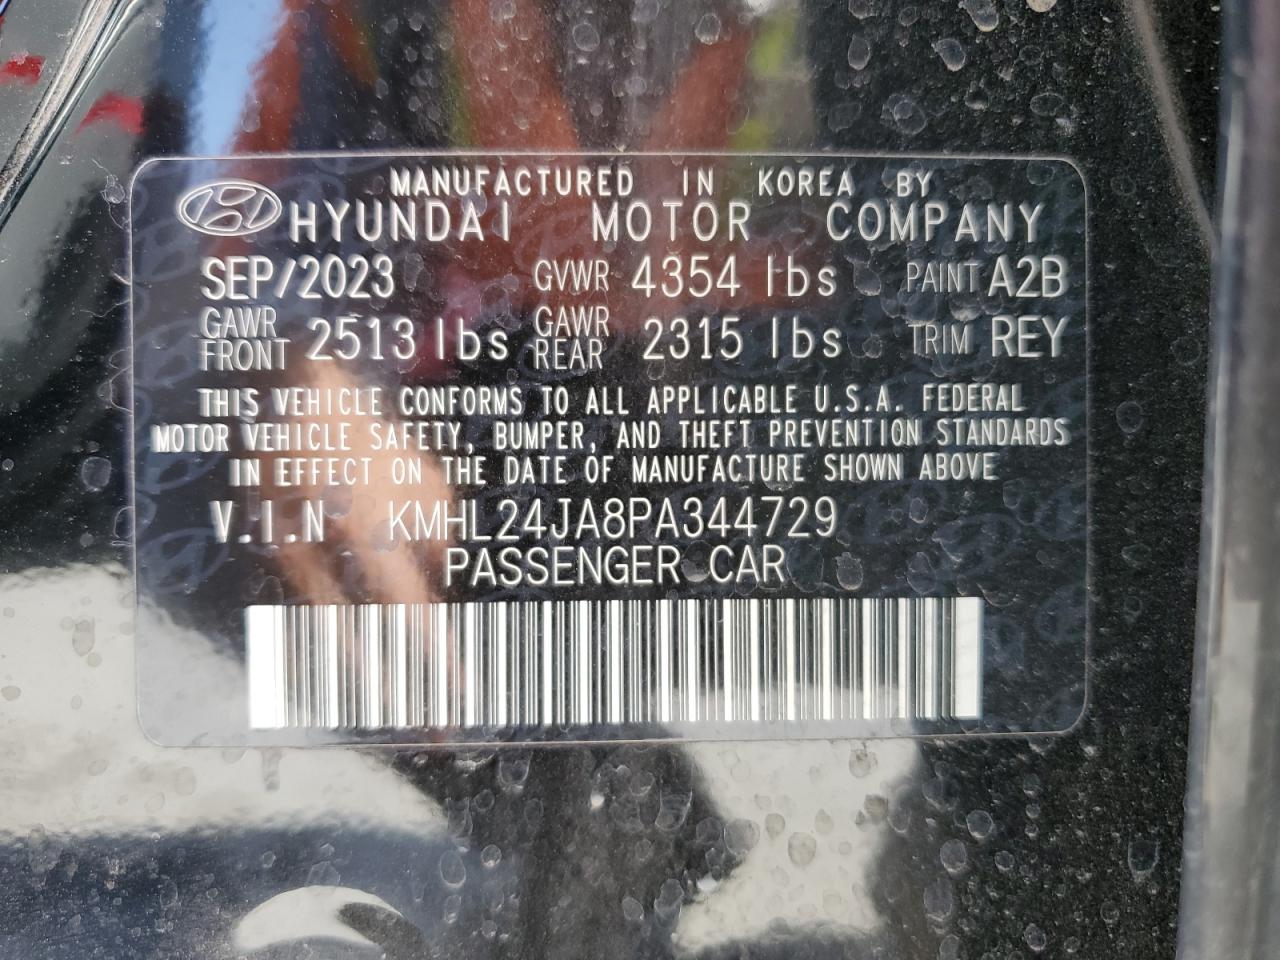 MANUFACTURED IN KOREA BY
HYUNDAI MOTOR COMPANY
SEP/2023 GVWR 4354 lbs PAINT A2B
GAWR FRONT 2513 lbs GAWR REAR 2315 lbs TRIM REY
THIS VEHICLE CONFORMS TO ALL APPLICABLE U.S.A. FEDERAL
MOTOR VEHICLE SAFETY, BUMPER, AND THEFT PREVENTION STANDARDS
IN EFFECT ON THE DATE OF MANUFACTURE SHOWN ABOVE
V.I.N KMHL24JA8PA344729
PASSENGER CAR